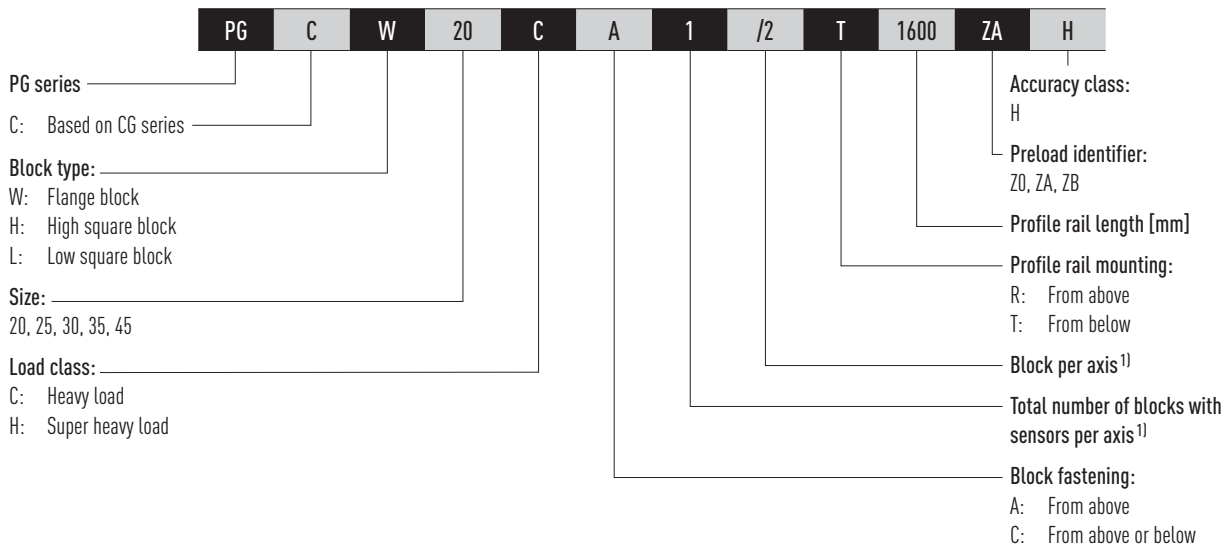 PG C W 20 C A 1 /2 T 1600 ZA H
PG series
C: Based on CG series
Block type:
W: Flange block
H: High square block
L: Low square block
Size:
20, 25, 30, 35, 45
Load class:
C: Heavy load
H: Super heavy load
Accuracy class:
H
Preload identifier:
Z0, ZA, ZB
Profile rail length [mm]
Profile rail mounting:
R: From above
T: From below
Block per axis 1)
Total number of blocks with
sensors per axis 1)
Block fastening:
A: From above
C: From above or below